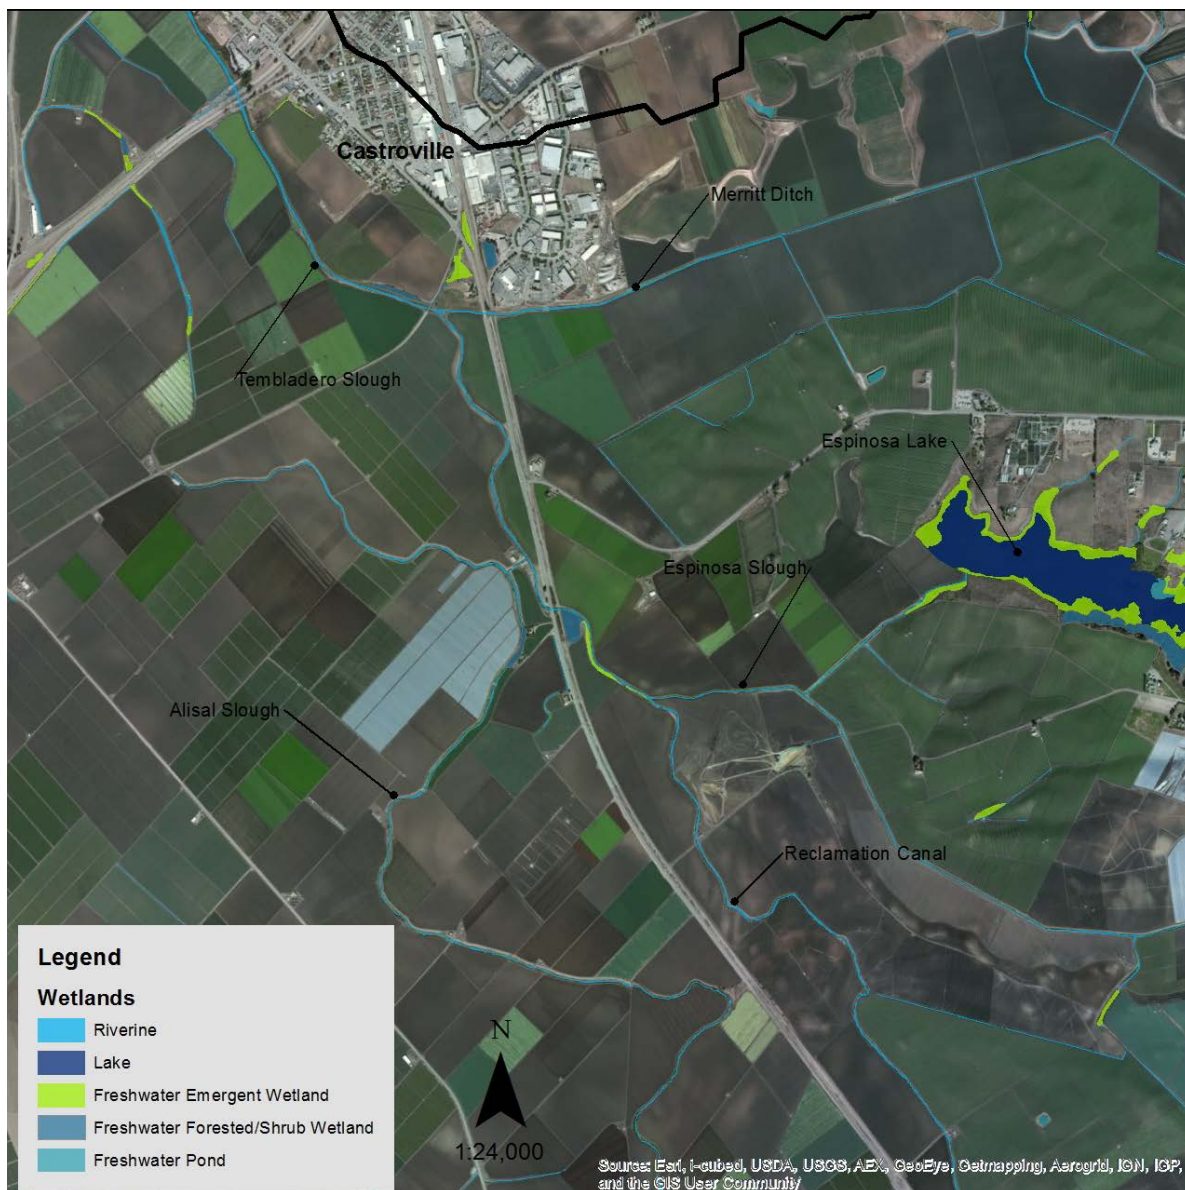 Castroville
Merritt Ditch
Tembladero Slough
Espinosa Lake
Espinosa Slough
Alisal Slough
Reclamation Canal
Legend
Wetlands
Riverine
Lake
Freshwater Emergent Wetland
Freshwater Forested/Shrub Wetland
Freshwater Pond
N
1:24,000
Source: Esri, i-cubed, USDA, USGS, AEX, GeoEye, Getmapping, Aerogrid, IGN, IGP,
and the GIS User Community